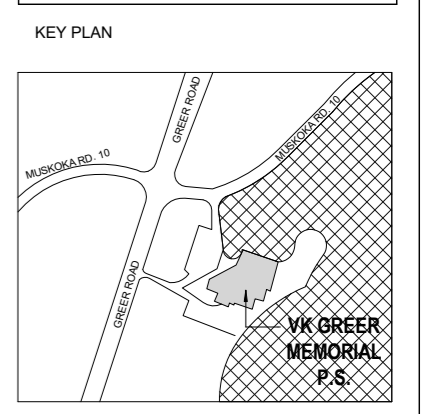 KEY PLAN
GREER ROAD
MUSKOKA RD. 10
MUSKOKA RD. 10
GREER ROAD
VK GREER
MEMORIAL
P.S.